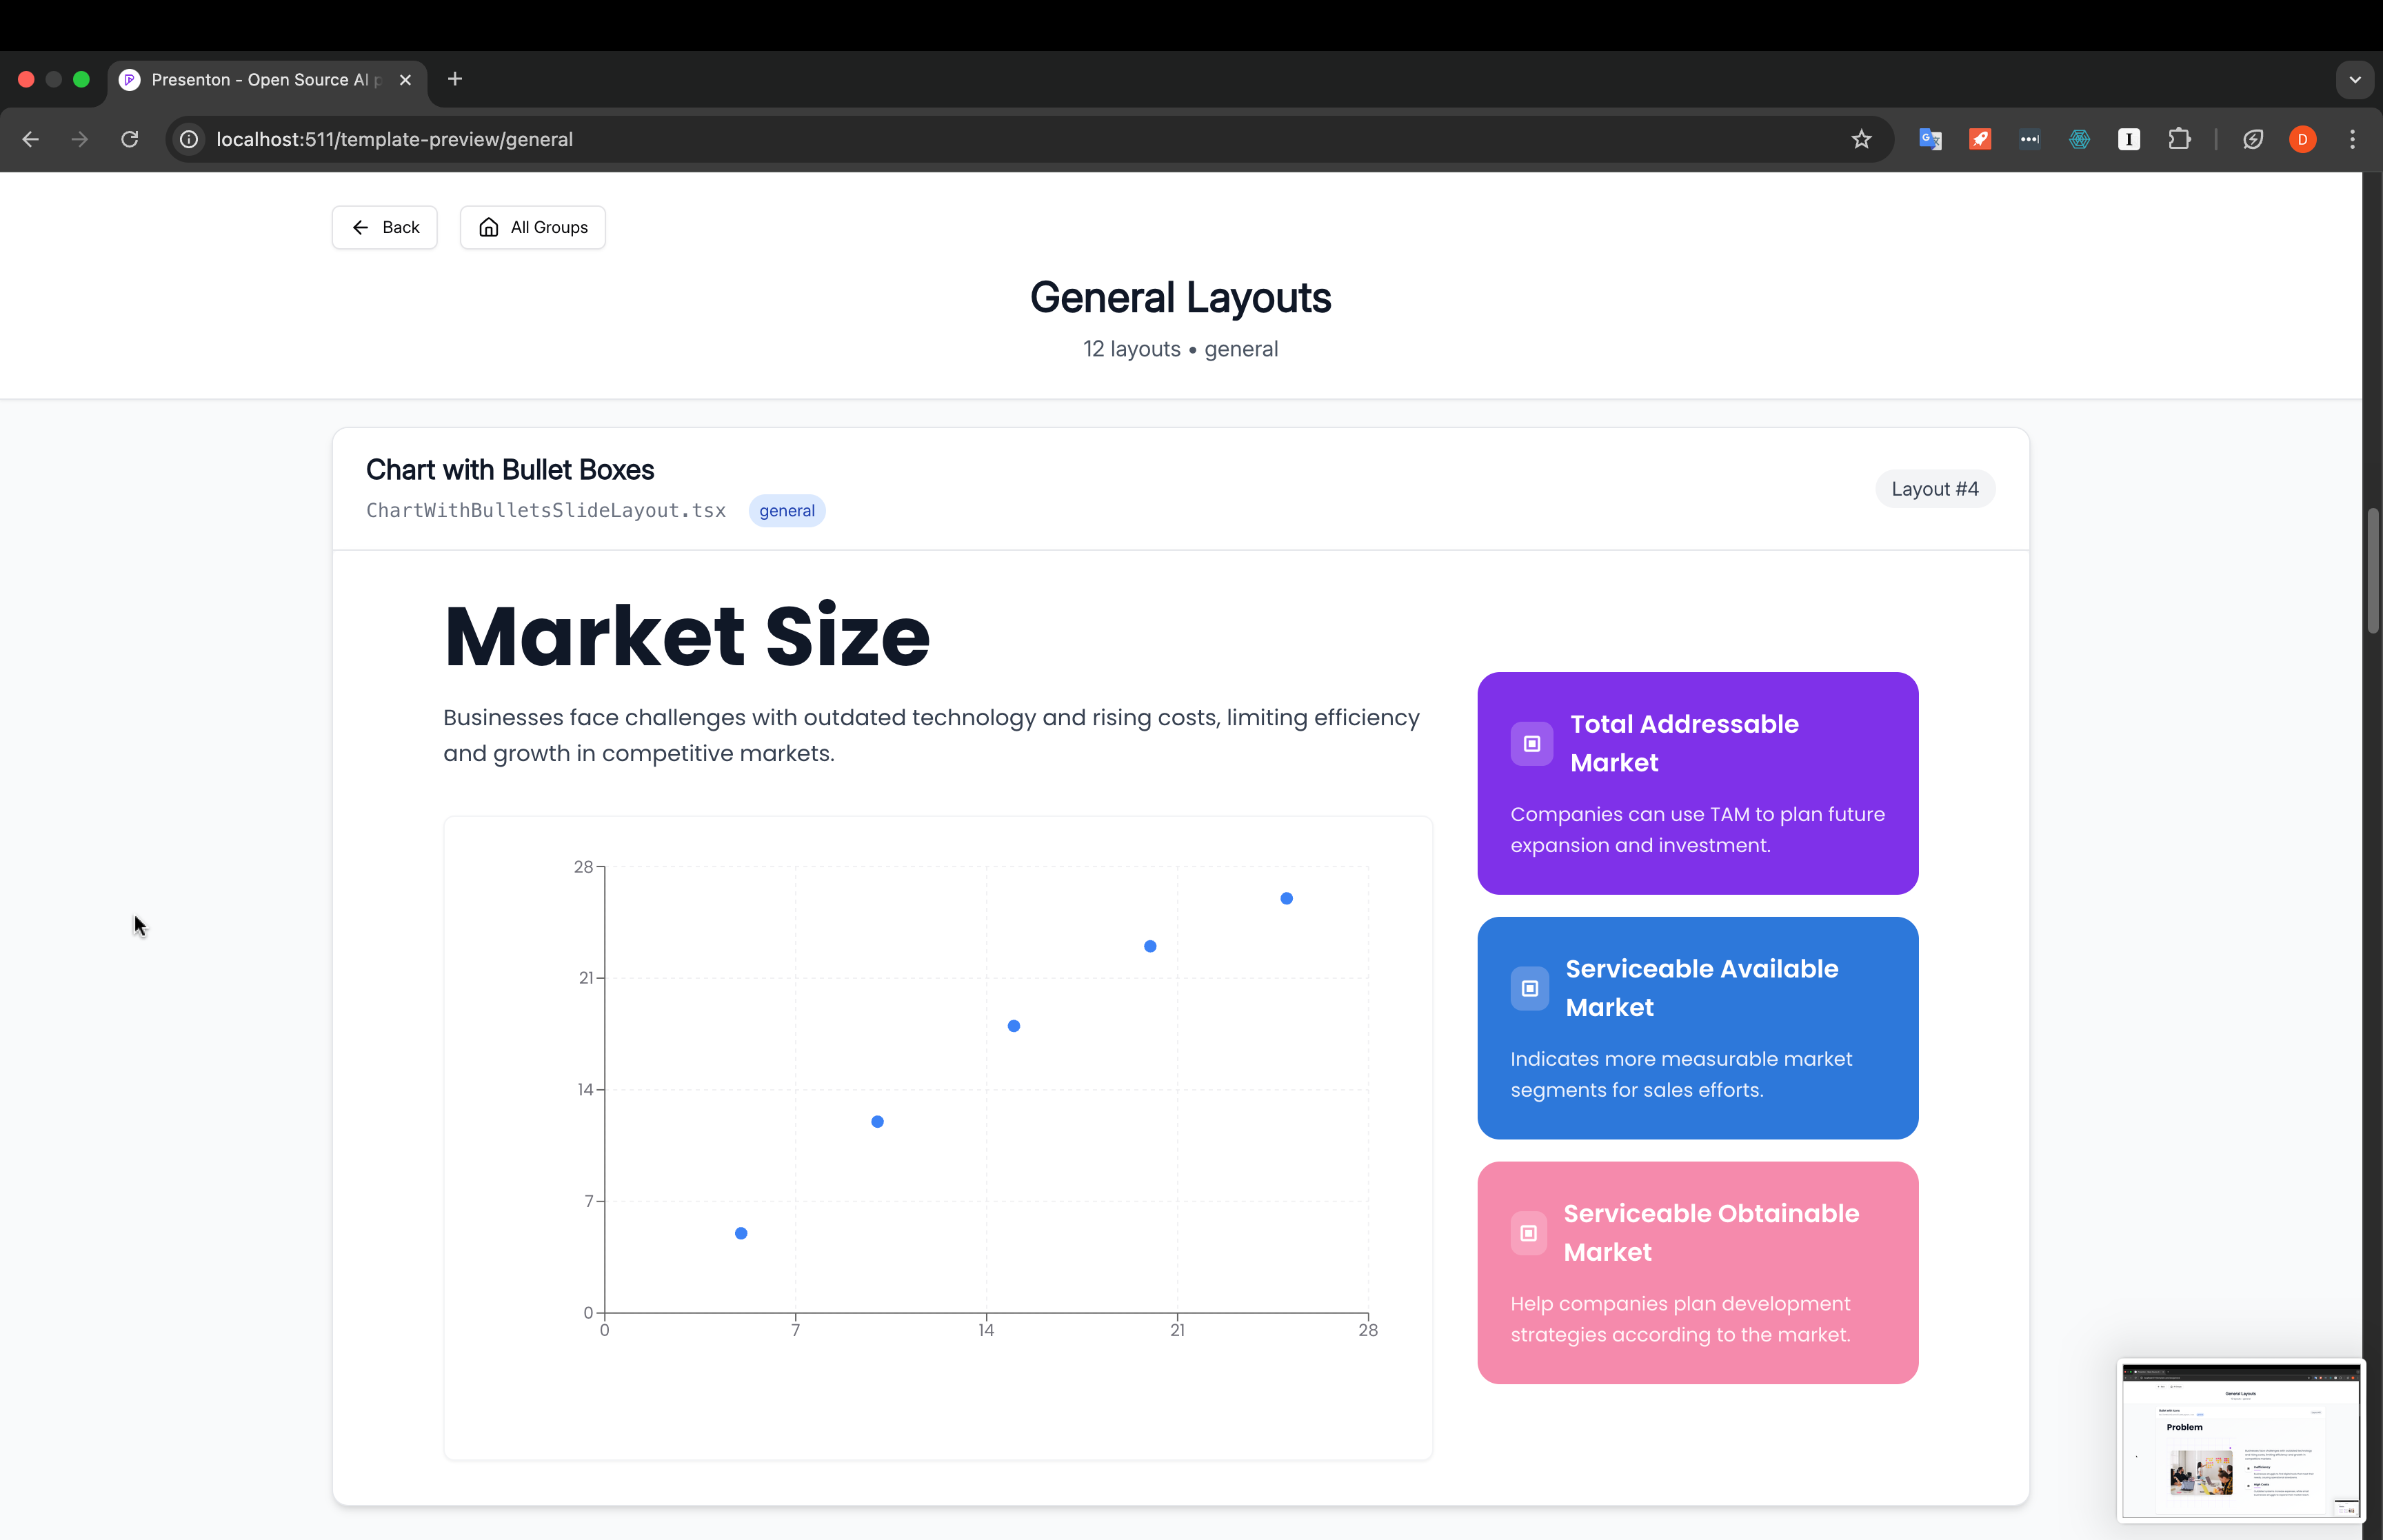 Presenton - Open Source AI p
localhost:511/template-preview/general
D
Back
All Groups
General Layouts
12 layouts • general
Chart with Bullet Boxes
ChartWithBulletsSlideLayout.tsx
general
Layout #4
Market Size
Businesses face challenges with outdated technology and rising costs, limiting efficiency
and growth in competitive markets.
28
21
14
7
0
0
7
14
21
28
Total Addressable
Market
Companies can use TAM to plan future
expansion and investment.
Serviceable Available
Market
Indicates more measurable market
segments for sales efforts.
Serviceable Obtainable
Market
Help companies plan development
strategies according to the market.
General Layouts
Problem